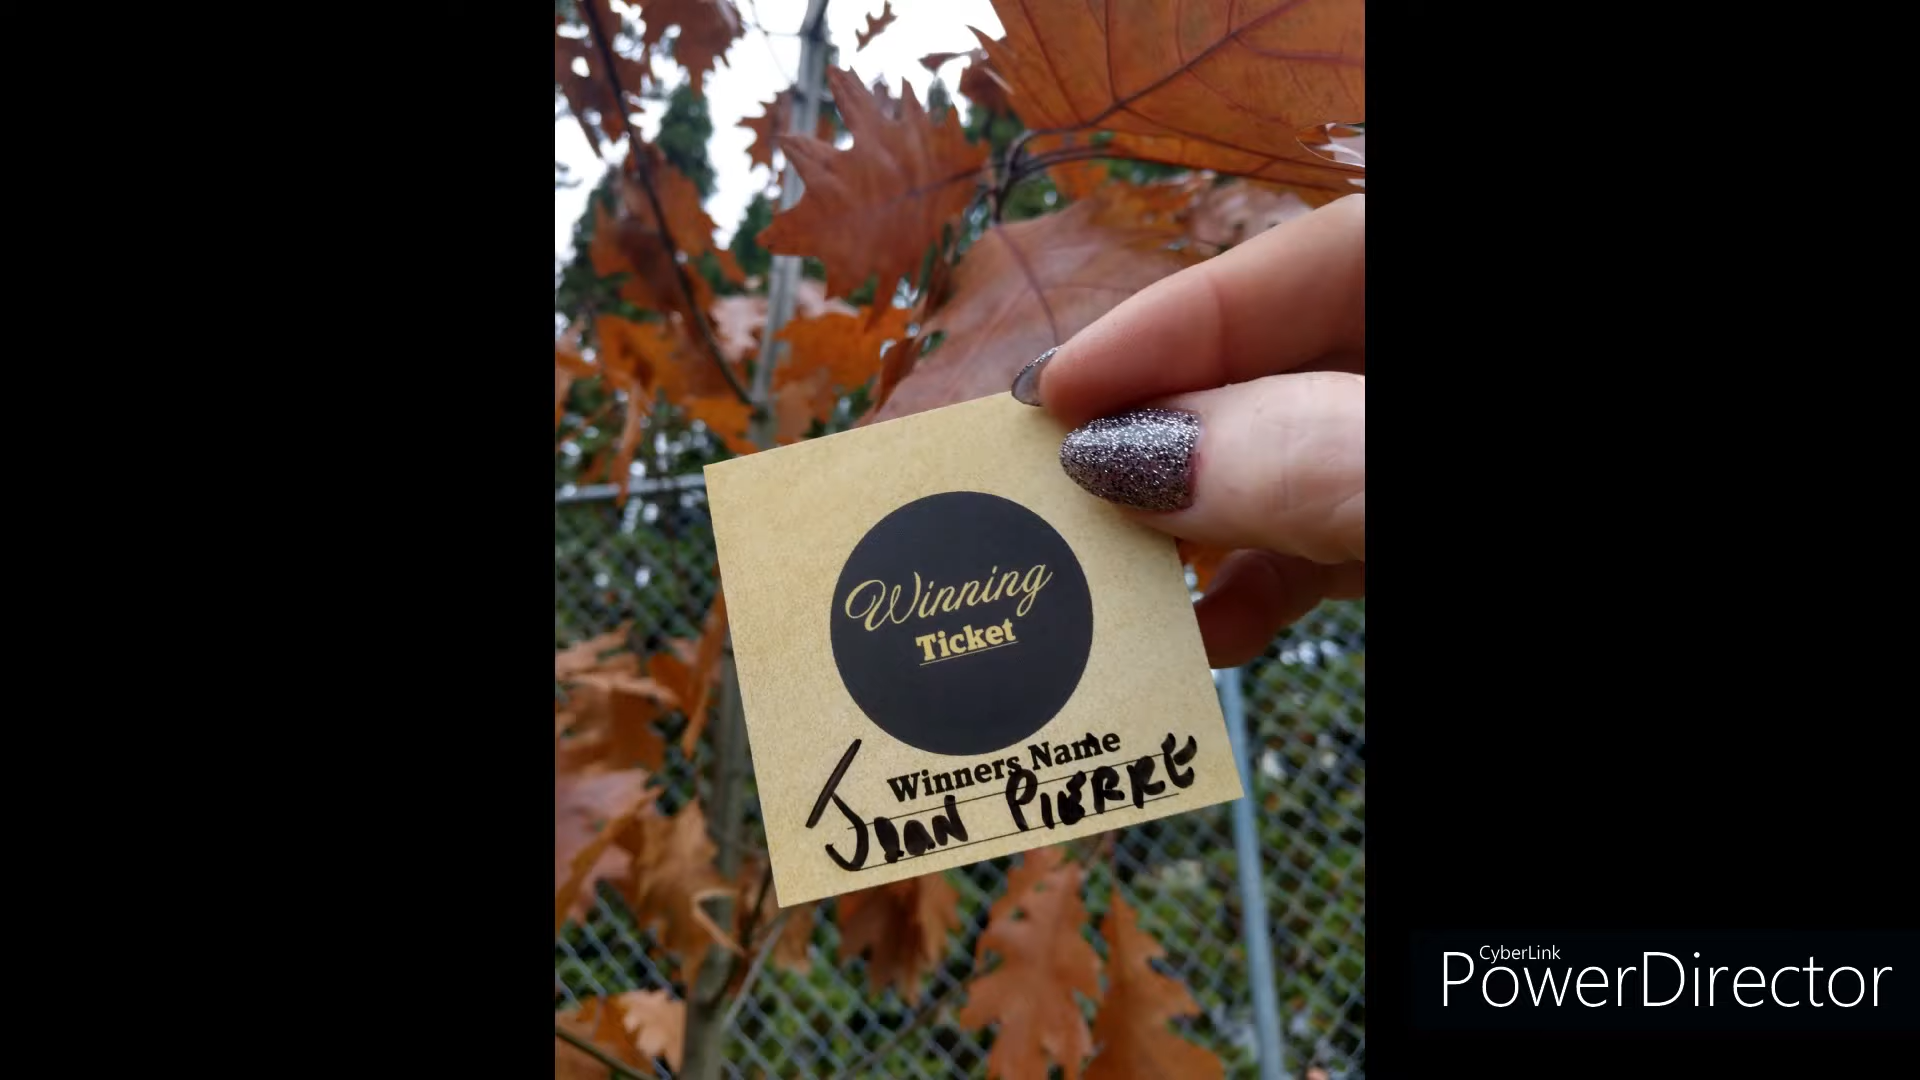 Winning
Ticket
Winners Name
JEAN PIERRE
CyberLink
PowerDirector